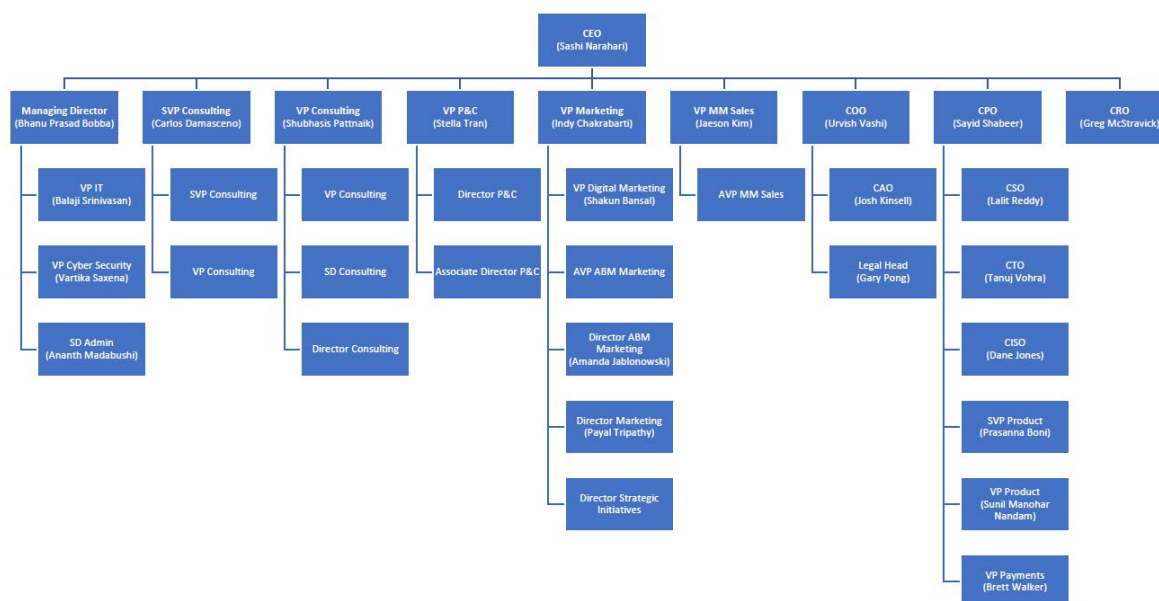 CEO
(Sashi Narahari)
Managing Director
(Bhanu Prasad Bobba)
SVP Consulting
(Carlos Damasceno)
VP Consulting
(Shubhasis Pattnaik)
VP P&C
(Stella Tran)
VP Marketing
(Indy Chakrabarti)
VP MM Sales
(Jaeson Kim)
COO
(Urvish Vashi)
CPO
(Sayid Shabeer)
CRO
(Greg McStravick)
VP IT
(Balaji Srinivasan)
SVP Consulting
VP Consulting
Director P&C
VP Digital Marketing
(Shakun Bansal)
AVP MM Sales
CAO
(Josh Kinsell)
CSO
(Lalit Reddy)
VP Cyber Security
(Vartika Saxena)
VP Consulting
SD Consulting
Associate Director P&C
AVP ABM Marketing
Legal Head
(Gary Pong)
CTO
(Tanuj Vohra)
SD Admin
(Ananth Madabushi)
Director Consulting
Director ABM
Marketing
(Amanda Jablonowski)
CISO
(Dane Jones)
Director Marketing
(Payal Tripathy)
SVP Product
(Prasanna Boni)
Director Strategic
Initiatives
VP Product
(Sunil Manohar
Nandam)
VP Payments
(Brett Walker)